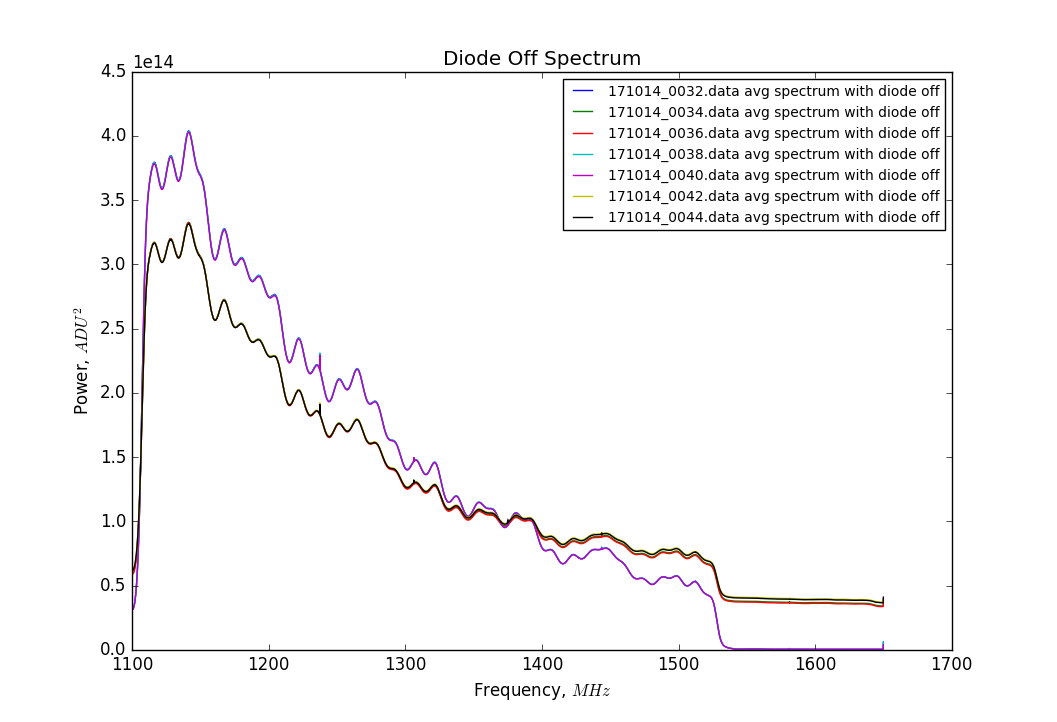 Diode Off Spectrum
1e14
4.5
4.0
3.5
3.0
2.5
2.0
1.5
1.0
0.5
0.0
Power, ADU²
171014_0032.data avg spectrum with diode off
171014_0034.data avg spectrum with diode off
171014_0036.data avg spectrum with diode off
171014_0038.data avg spectrum with diode off
171014_0040.data avg spectrum with diode off
171014_0042.data avg spectrum with diode off
171014_0044.data avg spectrum with diode off
1100 1200 1300 1400 1500 1600 1700
Frequency, MHz